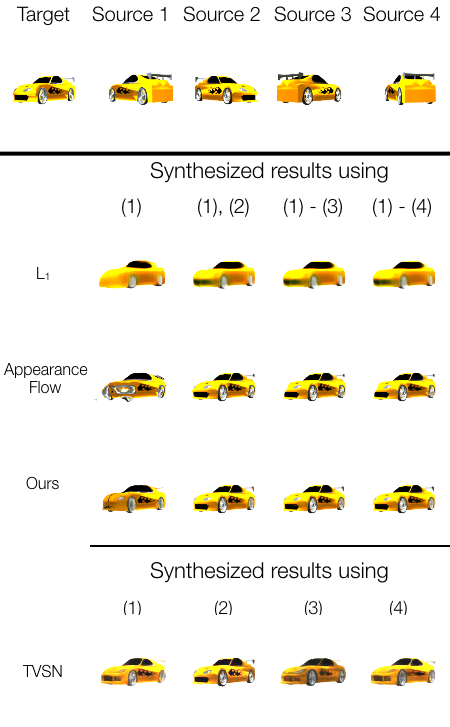 Target Source 1 Source 2 Source 3 Source 4
Synthesized results using
(1) (1), (2) (1) - (3) (1) - (4)
L₁
Appearance
Flow
Ours
Synthesized results using
(1) (2) (3) (4)
TVSN